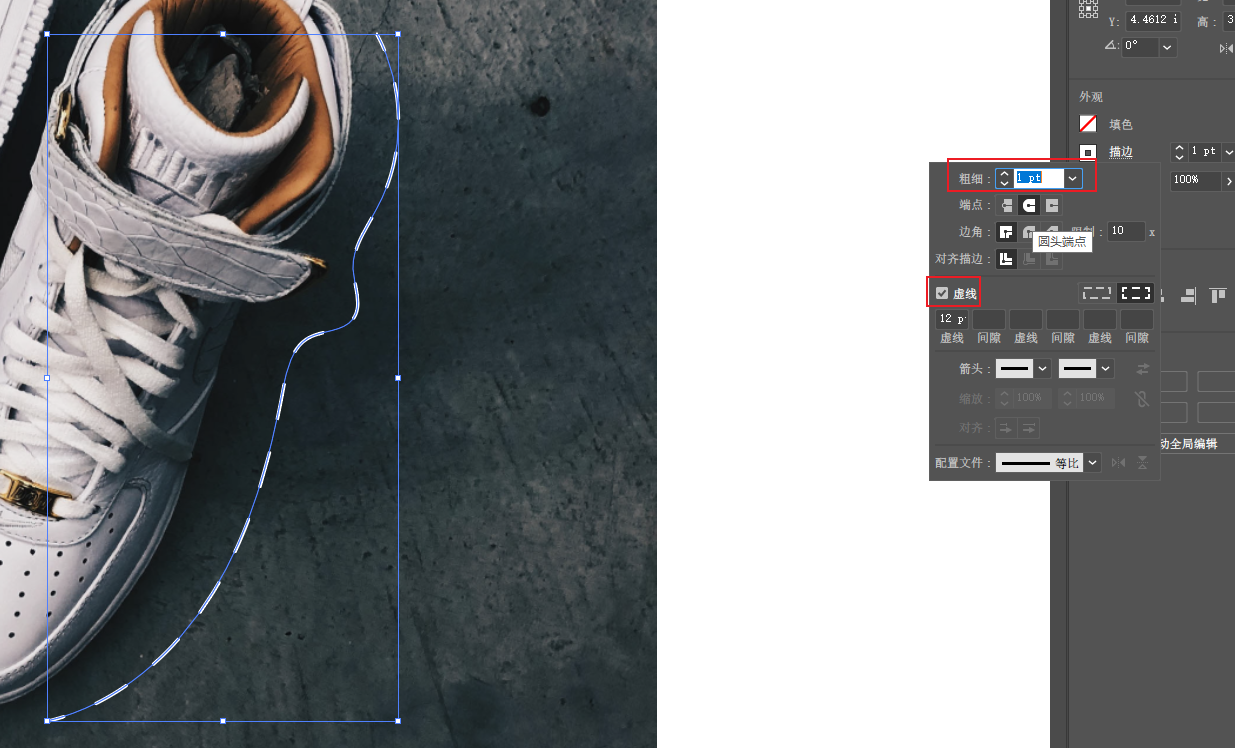 Y: 4.4612 i 高: 3
0°
外观
填色
描边 1 pt
100%
粗细: 1 pt
端点:
边角: 限制: 10 x
圆头端点
对齐描边:
虚线
12 p
虚线 间隙 虚线 间隙 虚线 间隙
箭头:
缩放: 100% 100%
对齐:
动全局编辑
配置文件: 等比